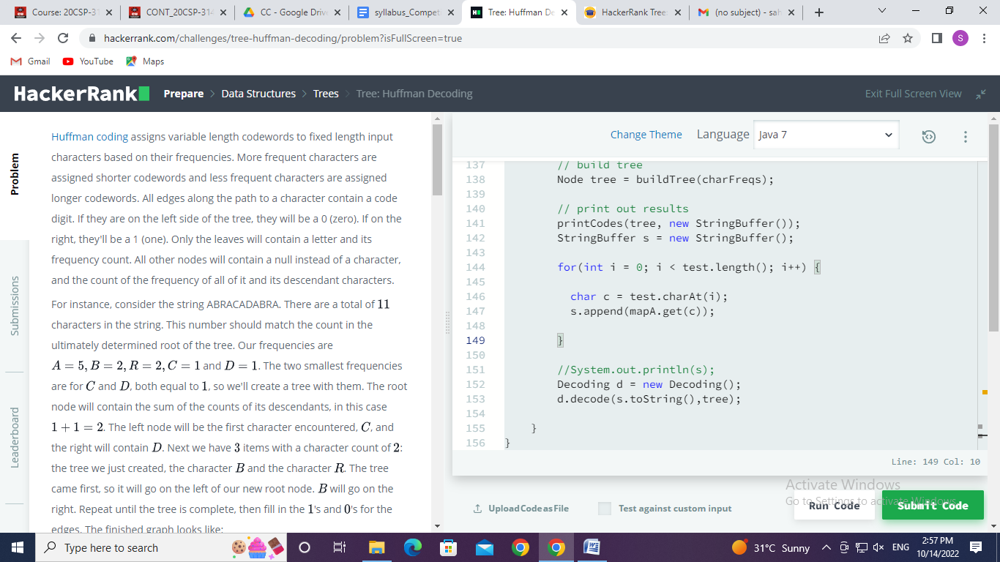 Course: 20CSP-31
CONT_20CSP-314
CC - Google Drive
syllabus_Compet
Tree: Huffman De
HackerRank Tree
(no subject) - sah
hackerrank.com/challenges/tree-huffman-decoding/problem?isFullScreen=true
S
Gmail
YouTube
Maps
HackerRank
Prepare > Data Structures > Trees > Tree: Huffman Decoding
Exit Full Screen View
Problem
Submissions
Leaderboard
Huffman coding assigns variable length codewords to fixed length input
characters based on their frequencies. More frequent characters are
assigned shorter codewords and less frequent characters are assigned
longer codewords. All edges along the path to a character contain a code
digit. If they are on the left side of the tree, they will be a 0 (zero). If on the
right, they'll be a 1 (one). Only the leaves will contain a letter and its
frequency count. All other nodes will contain a null instead of a character,
and the count of the frequency of all of it and its descendant characters.
For instance, consider the string ABRACADABRA. There are a total of 11
characters in the string. This number should match the count in the
ultimately determined root of the tree. Our frequencies are
A = 5, B = 2, R = 2, C = 1 and D = 1. The two smallest frequencies
are for C and D, both equal to 1, so we'll create a tree with them. The root
node will contain the sum of the counts of its descendants, in this case
1 + 1 = 2. The left node will be the first character encountered, C, and
the right will contain D. Next we have 3 items with a character count of 2:
the tree we just created, the character B and the character R. The tree
came first, so it will go on the left of our new root node. B will go on the
right. Repeat until the tree is complete, then fill in the 1's and 0's for the
edges. The finished graph looks like:
Change Theme
Language
Java 7
137 // build tree
138 Node tree = buildTree(charFreqs);
139
140 // print out results
141 printCodes(tree, new StringBuffer());
142 StringBuffer s = new StringBuffer();
143
144 for(int i = 0; i < test.length(); i++) {
145
146 char c = test.charAt(i);
147 s.append(mapA.get(c));
148
149 }
150
151 //System.out.println(s);
152 Decoding d = new Decoding();
153 d.decode(s.toString(),tree);
154
155 }
156 }
Line: 149 Col: 10
Upload Code as File
Test against custom input
Run Code
Submit Code
Activate Windows
Go to Settings to activate Windows.
Type here to search
31°C Sunny
ENG
2:57 PM
10/14/2022